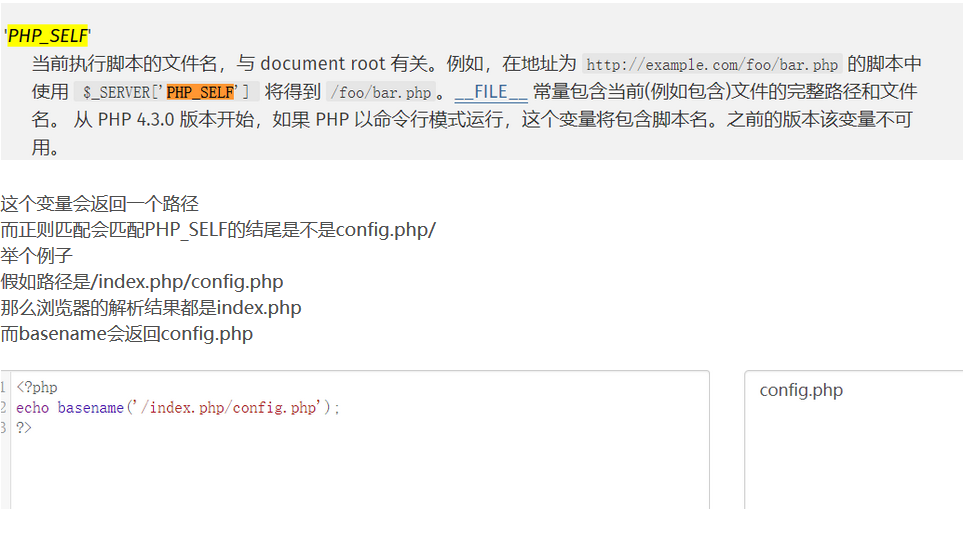 'PHP_SELF'
当前执行脚本的文件名，与 document root 有关。例如，在地址为 http://example.com/foo/bar.php 的脚本中
使用 $_SERVER['PHP_SELF'] 将得到 /foo/bar.php。__FILE__ 常量包含当前(例如包含)文件的完整路径和文件
名。 从 PHP 4.3.0 版本开始，如果 PHP 以命令行模式运行，这个变量将包含脚本名。之前的版本该变量不可
用。
这个变量会返回一个路径
而正则匹配会匹配PHP_SELF的结尾是不是config.php/
举个例子
假如路径是/index.php/config.php
那么浏览器的解析结果都是index.php
而basename会返回config.php
1 <?php
2 echo basename('/index.php/config.php');
3 ?>
config.php